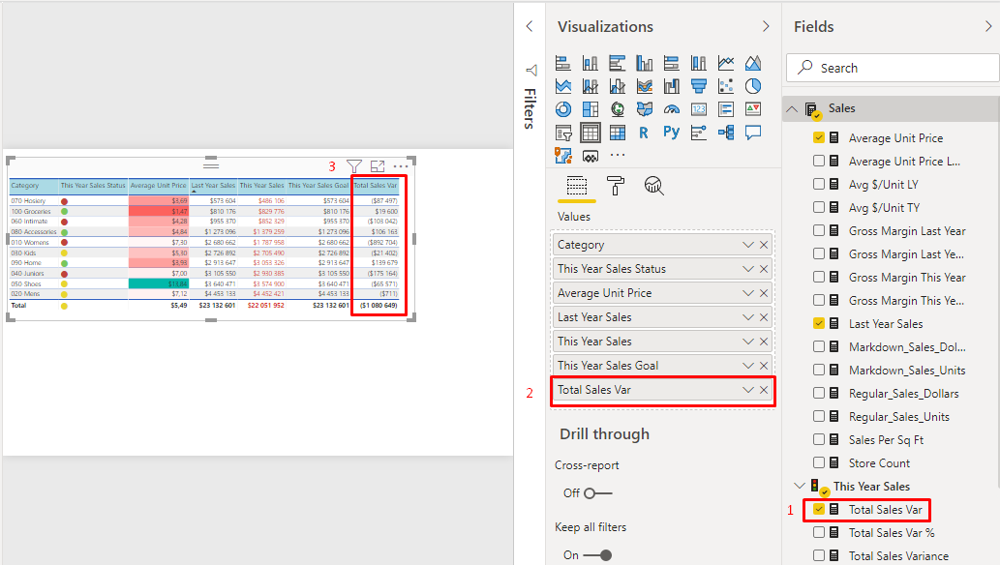 Visualizations
Fields
Filters
Search
Sales
Average Unit Price
Average Unit Price L...
Avg $/Unit LY
Avg $/Unit TY
Gross Margin Last Year
Gross Margin Last Ye...
Gross Margin This Year
Gross Margin This Ye...
Last Year Sales
Markdown_Sales_Dol...
Markdown_Sales_Units
Regular_Sales_Dollars
Regular_Sales_Units
Sales Per Sq Ft
Store Count
This Year Sales
1
Total Sales Var
Total Sales Var %
Total Sales Variance
123
R
Py
Values
Category
This Year Sales Status
Average Unit Price
Last Year Sales
This Year Sales
This Year Sales Goal
2
Total Sales Var
Drill through
Cross-report
Off
Keep all filters
On
3
Category This Year Sales Status Average Unit Price Last Year Sales This Year Sales This Year Sales Goal Total Sales Var
070-Hosiery $3,69 $573 604 $486 106 $573 604 ($87 497)
100-Groceries $1,47 $810 176 $829 776 $810 176 $19 600
060-Intimate $4,28 $955 370 $852 329 $955 370 ($103 042)
080-Accessories $4,84 $1 273 096 $1 379 259 $1 273 096 $106 163
010-Womens $7,30 $2 680 662 $1 787 958 $2 680 662 ($892 704)
030-Kids $5,30 $2 726 892 $2 705 490 $2 726 892 ($21 402)
090-Home $3,93 $2 913 647 $3 053 326 $2 913 647 $139 679
040-Juniors $7,00 $3 105 550 $2 930 385 $3 105 550 ($175 164)
050-Shoes $3 640 471 $3 574 900 $3 640 471 ($65 571)
020-Mens $7,12 $4 453 133 $4 452 421 $4 453 133 ($711)
Total $5,49 $23 132 601 $22 051 952 $23 132 601 ($1 080 649)